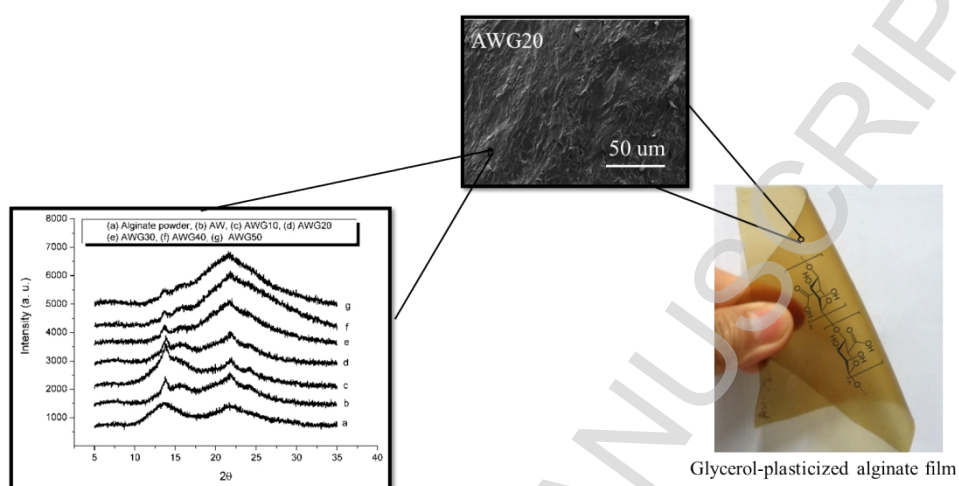 AWG20
50 um
8000
(a) Alginate powder, (b) AW, (c) AWG10, (d) AWG20
(e) AWG30, (f) AWG40, (g) AWG50
7000
6000
5000
4000
3000
2000
1000
Intensity (a. u.)
g
f
e
d
c
b
a
5 10 15 20 25 30 35 40
2θ
Glycerol-plasticized alginate film
ANUSCRIP